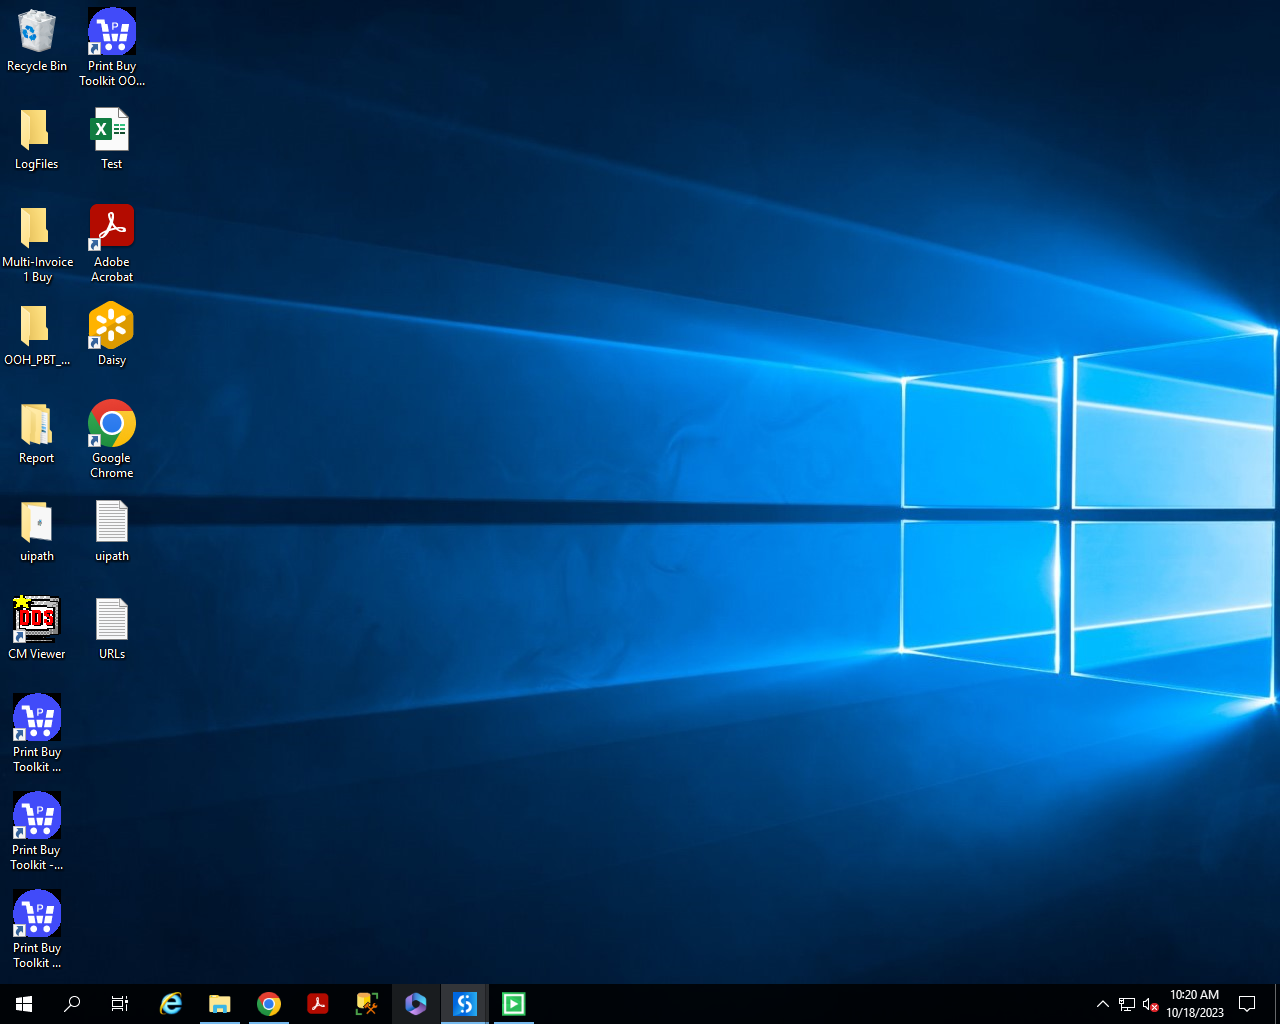 Recycle Bin
Print Buy
Toolkit OO...
LogFiles
Test
Multi-Invoice
1 Buy
Adobe
Acrobat
OOH_PBT_...
Daisy
Report
Google
Chrome
uipath
uipath
DDS
CM Viewer
URLs
P
Print Buy
Toolkit ...
P
Print Buy
Toolkit -...
P
Print Buy
Toolkit ...
10:20 AM
10/18/2023